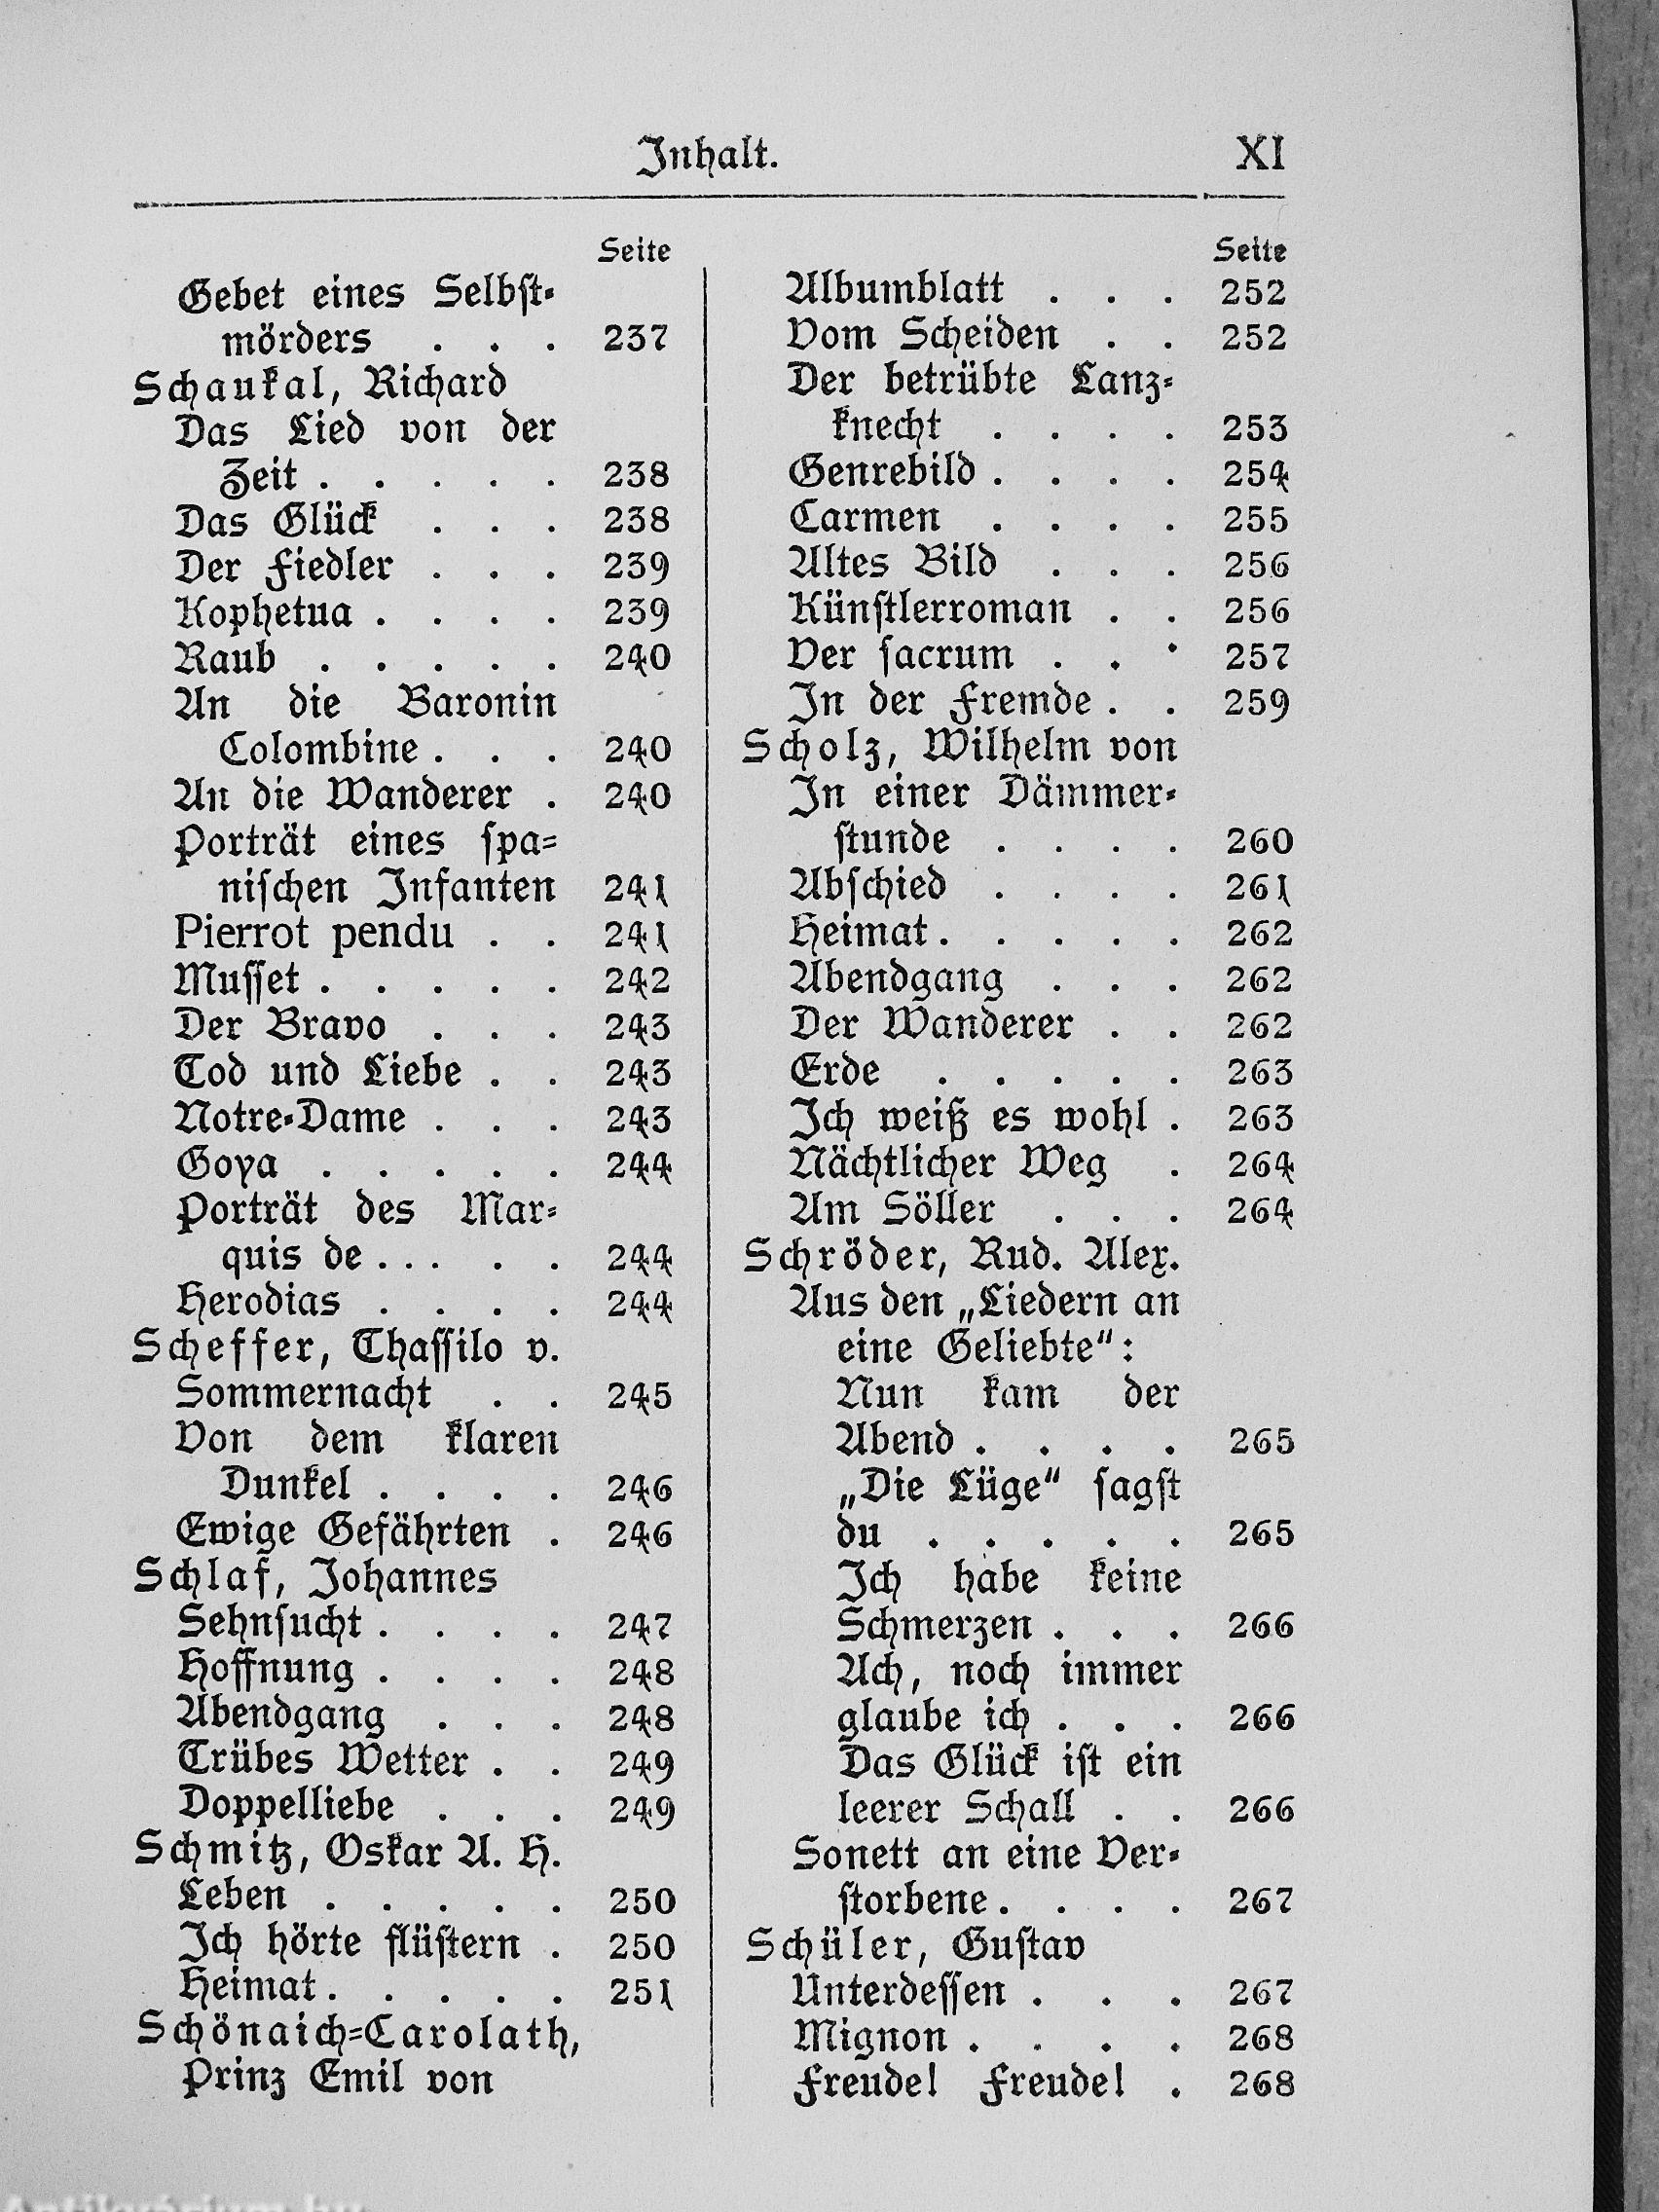 Inhalt. XI
Seite
Gebet eines Selbst-
mörders . . . 237
Schaukal, Richard
Das Lied von der
Zeit . . . . . 238
Das Glück . . . 238
Der Fiedler . . . 239
Kophetua . . . . 239
Raub . . . . . 240
An die Baronin
Colombine . . . 240
An die Wanderer . 240
Porträt eines spa-
nischen Infanten 241
Pierrot pendu . . 241
Musset . . . . . 242
Der Bravo . . . 243
Tod und Liebe . . 243
Notre-Dame . . . 243
Goya . . . . . 244
Porträt des Mar-
quis de ... . . 244
Herodias . . . . 244
Scheffer, Thassilo v.
Sommernacht . . 245
Von dem klaren
Dunkel . . . . 246
Ewige Gefährten . 246
Schlaf, Johannes
Sehnsucht . . . . 247
Hoffnung . . . . 248
Abendgang . . . 248
Trübes Wetter . . 249
Doppelliebe . . . 249
Schmitz, Oskar A. H.
Leben . . . . . 250
Ich hörte flüstern . 250
Heimat . . . . . 251
Schönaich-Carolath,
Prinz Emil von
Seite
Albumblatt . . . 252
Vom Scheiden . . 252
Der betrübte Lanz-
knecht . . . . 253
Genrebild . . . . 254
Carmen . . . . 255
Altes Bild . . . 256
Künstlerroman . . 256
Ver sacrum . . . 257
In der Fremde . . 259
Scholz, Wilhelm von
In einer Dämmer-
stunde . . . . 260
Abschied . . . . 261
Heimat . . . . . 262
Abendgang . . . 262
Der Wanderer . . 262
Erde . . . . . 263
Ich weiß es wohl . 263
Nächtlicher Weg . 264
Am Söller . . . 264
Schröder, Rud. Alex.
Aus den „Liedern an
eine Geliebte“:
Nun kam der
Abend . . . . 265
„Die Lüge“ sagst
du . . . . . 265
Ich habe keine
Schmerzen . . . 266
Ach, noch immer
glaube ich . . . 266
Das Glück ist ein
leerer Schall . . 266
Sonett an eine Ver-
storbene . . . . 267
Schüler, Gustav
Unterdessen . . . 267
Mignon . . . . 268
Freude! Freude! . 268